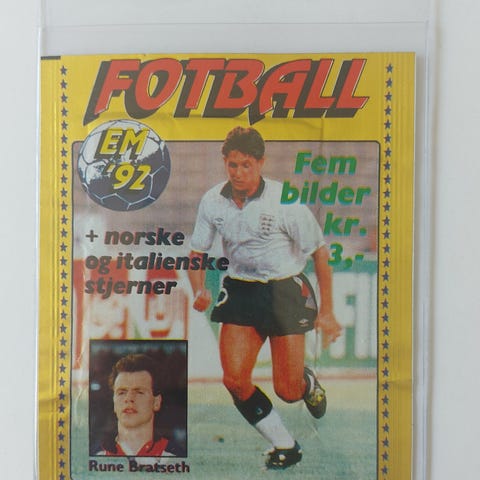 FOTBALL
EM
'92
Fem
bilder
kr.
3,-
+ norske
og italienske
stjerner
Rune Bratseth